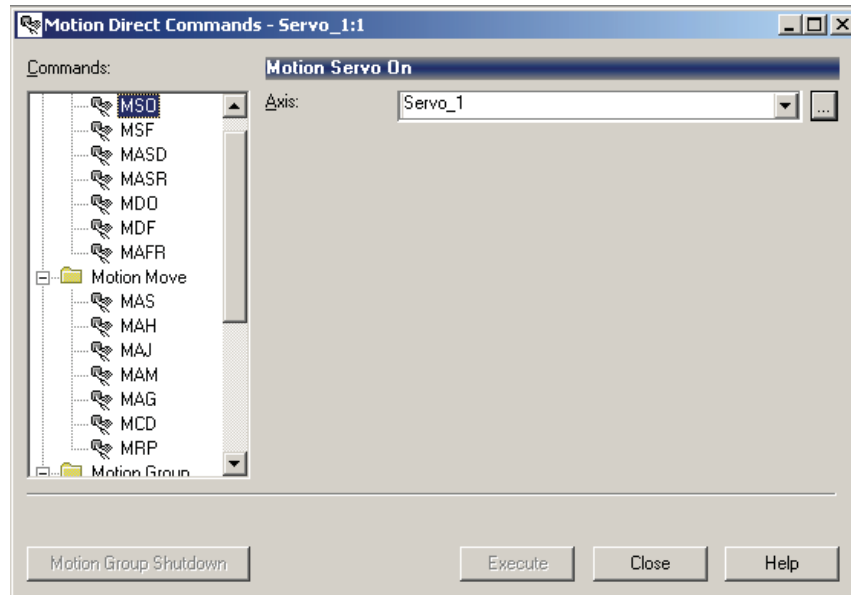 Motion Direct Commands - Servo_1:1
Commands:
MSO
MSF
MASD
MASR
MDO
MDF
MAFR
Motion Move
MAS
MAH
MAJ
MAM
MAG
MCD
MRP
Motion Group
Motion Servo On
Axis:
Servo_1
...
Motion Group Shutdown
Execute
Close
Help